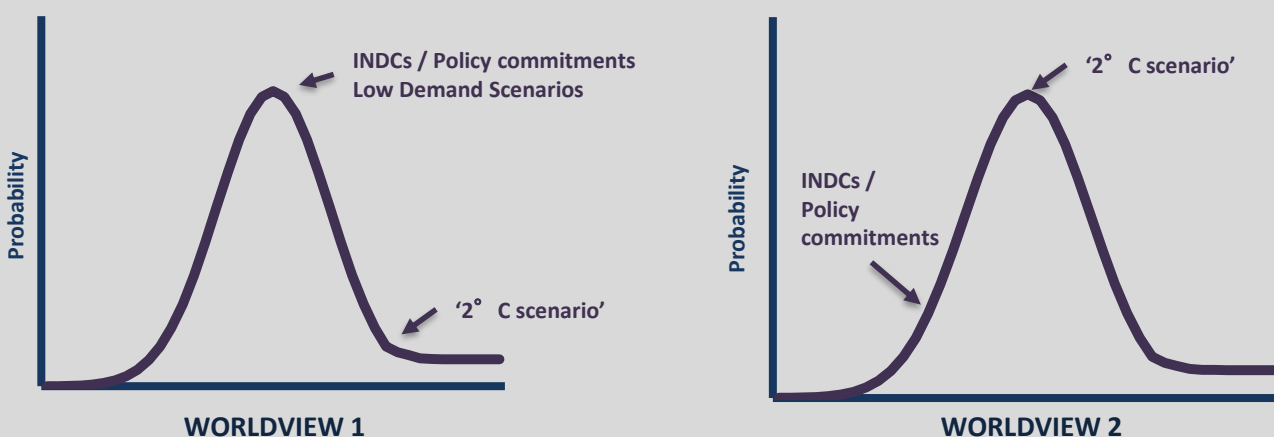 INDCs / Policy commitments
Low Demand Scenarios
Probability
‘2° C scenario’
WORLDVIEW 1
‘2° C scenario’
INDCs /
Policy
commitments
Probability
WORLDVIEW 2